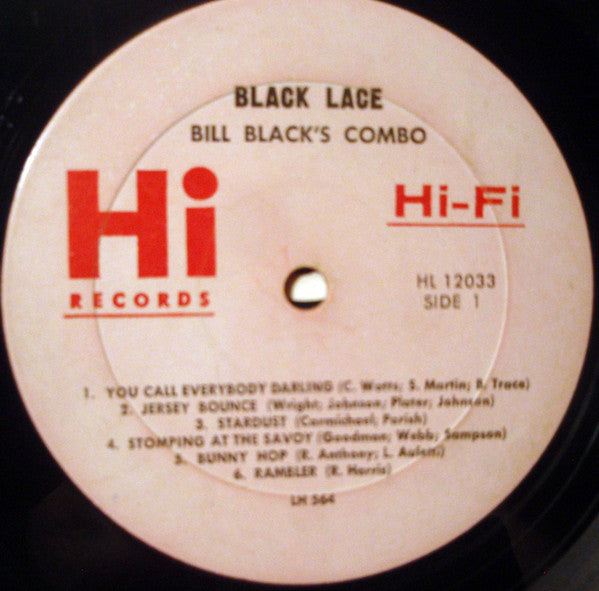 BLACK LACE
BILL BLACK'S COMBO
Hi
RECORDS
Hi-Fi
HL 12033
SIDE 1
1. YOU CALL EVERYBODY DARLING (C. Watts; S. Martin; B. Trace)
2. JERSEY BOUNCE (Wright; Johnson; Plater; Johnson)
3. STARDUST (Carmichael; Parish)
4. STOMPING AT THE SAVOY (Goodman; Webb; Sampson)
5. BUNNY HOP (R. Anthony; L. Auletti)
6. RAMBLER (R. Harris)
LH 564